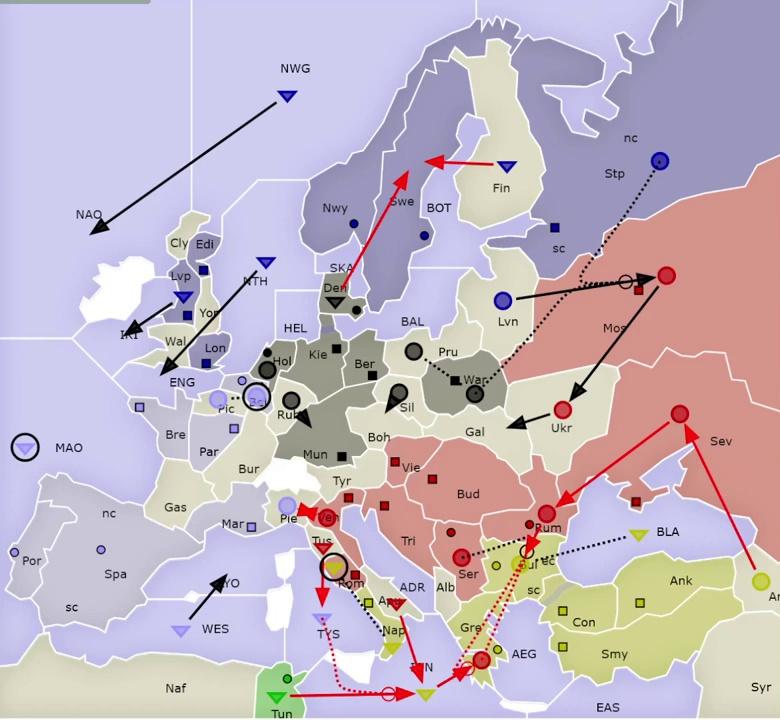 NWG
nc
Stp
Fin
NAO
Nwy
Swe
BOT
Cly
Edi
sc
SKA
Lvp
NTH
Den
IRI
Yor
Lvn
Mos
Wal
HEL
BAL
Lon
Kie
Pru
Hol
Ber
ENG
War
Pic
Bel
Ruh
Sil
Ukr
Bre
Boh
Gal
Sev
MAO
Par
Mun
Bur
Vie
Tyr
Bud
Gas
nc
Pie
Ven
Mar
Tus
Tri
Rum
BLA
Por
Spa
LYO
Rom
Ser
Bul
ec
Ank
ADR
Alb
sc
Apu
sc
Con
WES
TYS
Nap
Gre
AEG
Smy
ION
Naf
Syr
Tun
EAS